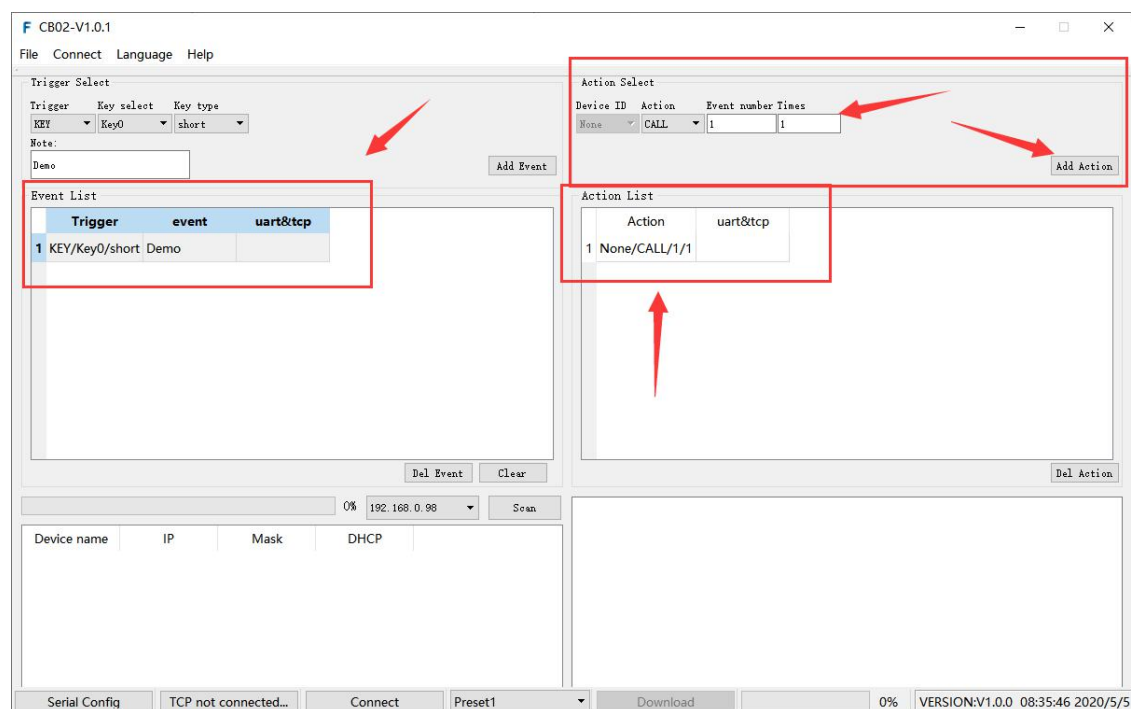 F CB02-V1.0.1
File Connect Language Help
Trigger Select
Trigger Key select Key type
KEY Key0 short
Note:
Demo
Add Event
Action Select
Device ID Action Event number Times
None CALL 1 1
Add Action
Event List
Trigger event uart&tcp
1 KEY/Key0/short Demo
Del Event Clear
Action List
Action uart&tcp
1 None/CALL/1/1
Del Action
0% 192.168.0.98 Scan
Device name IP Mask DHCP
Serial Config TCP not connected... Connect Preset1 Download 0% VERSION:V1.0.0 08:35:46 2020/5/5